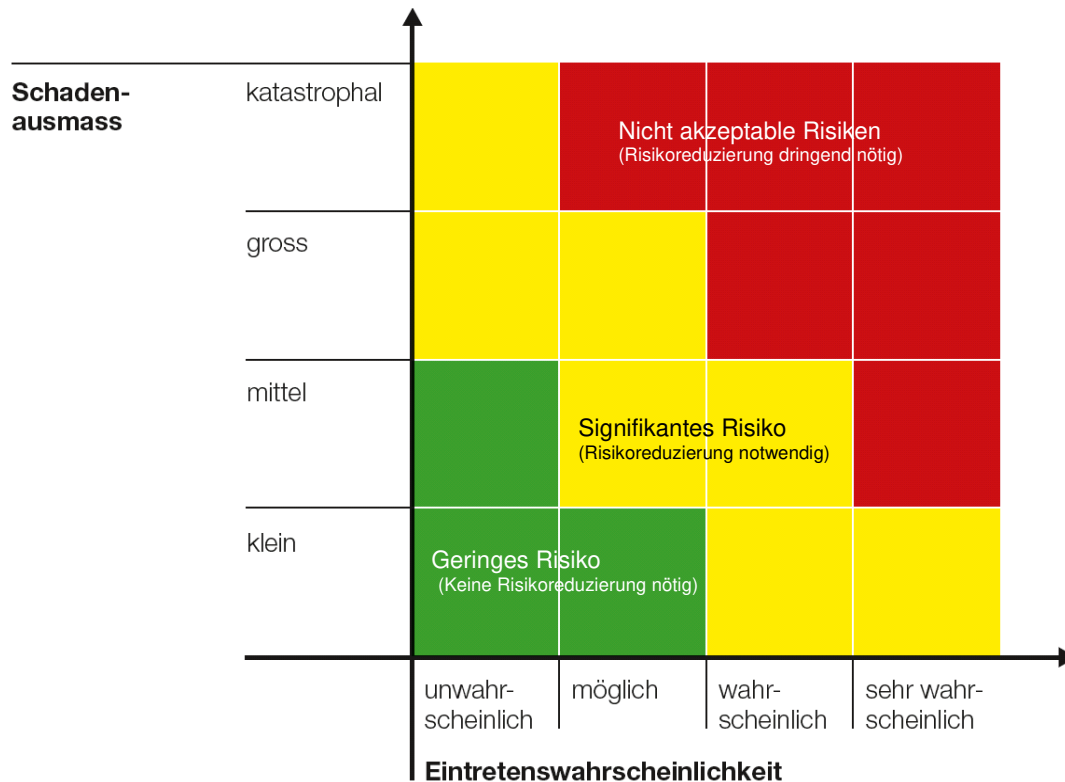 Schaden-
ausmass
katastrophal
Nicht akzeptable Risiken
(Risikoreduzierung dringend nötig)
gross
mittel
Signifikantes Risiko
(Risikoreduzierung notwendig)
klein
Geringes Risiko
(Keine Risikoreduzierung nötig)
unwahr-
scheinlich
möglich
wahr-
scheinlich
sehr wahr-
scheinlich
Eintretenswahrscheinlichkeit